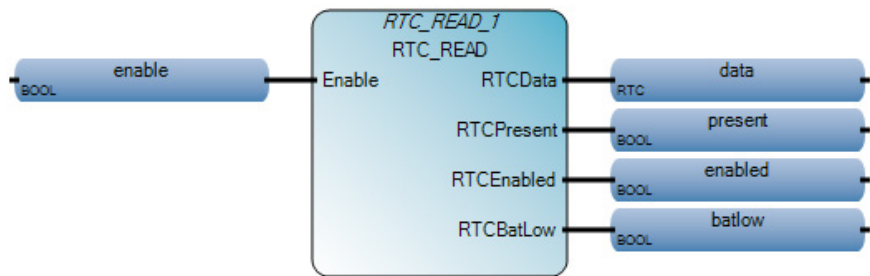 RTC_READ_1
RTC_READ
enable
BOOL
Enable
RTCData
data
RTC
RTCPresent
present
BOOL
RTCEnabled
enabled
BOOL
RTCBatLow
batlow
BOOL